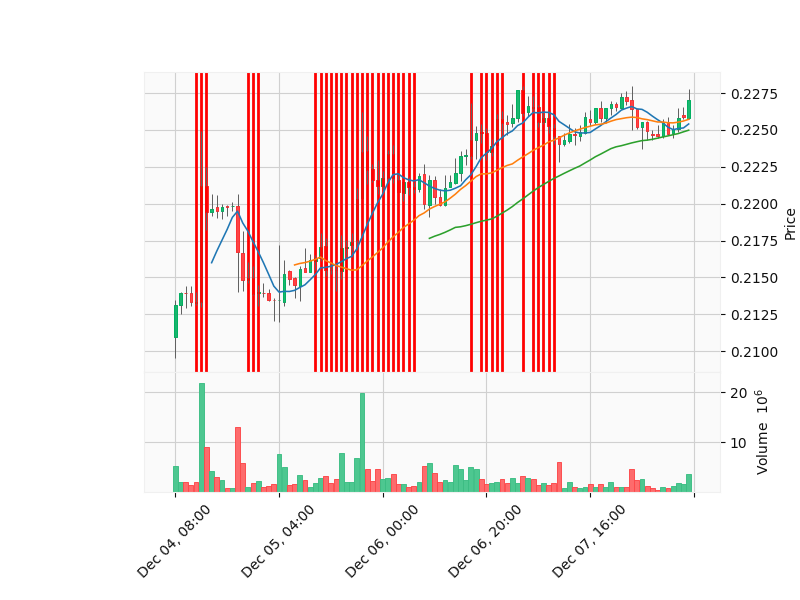 0.2275
0.2250
0.2225
0.2200
0.2175
0.2150
0.2125
0.2100
Price
20
10
Volume 10⁶
Dec 04, 08:00
Dec 05, 04:00
Dec 06, 00:00
Dec 06, 20:00
Dec 07, 16:00